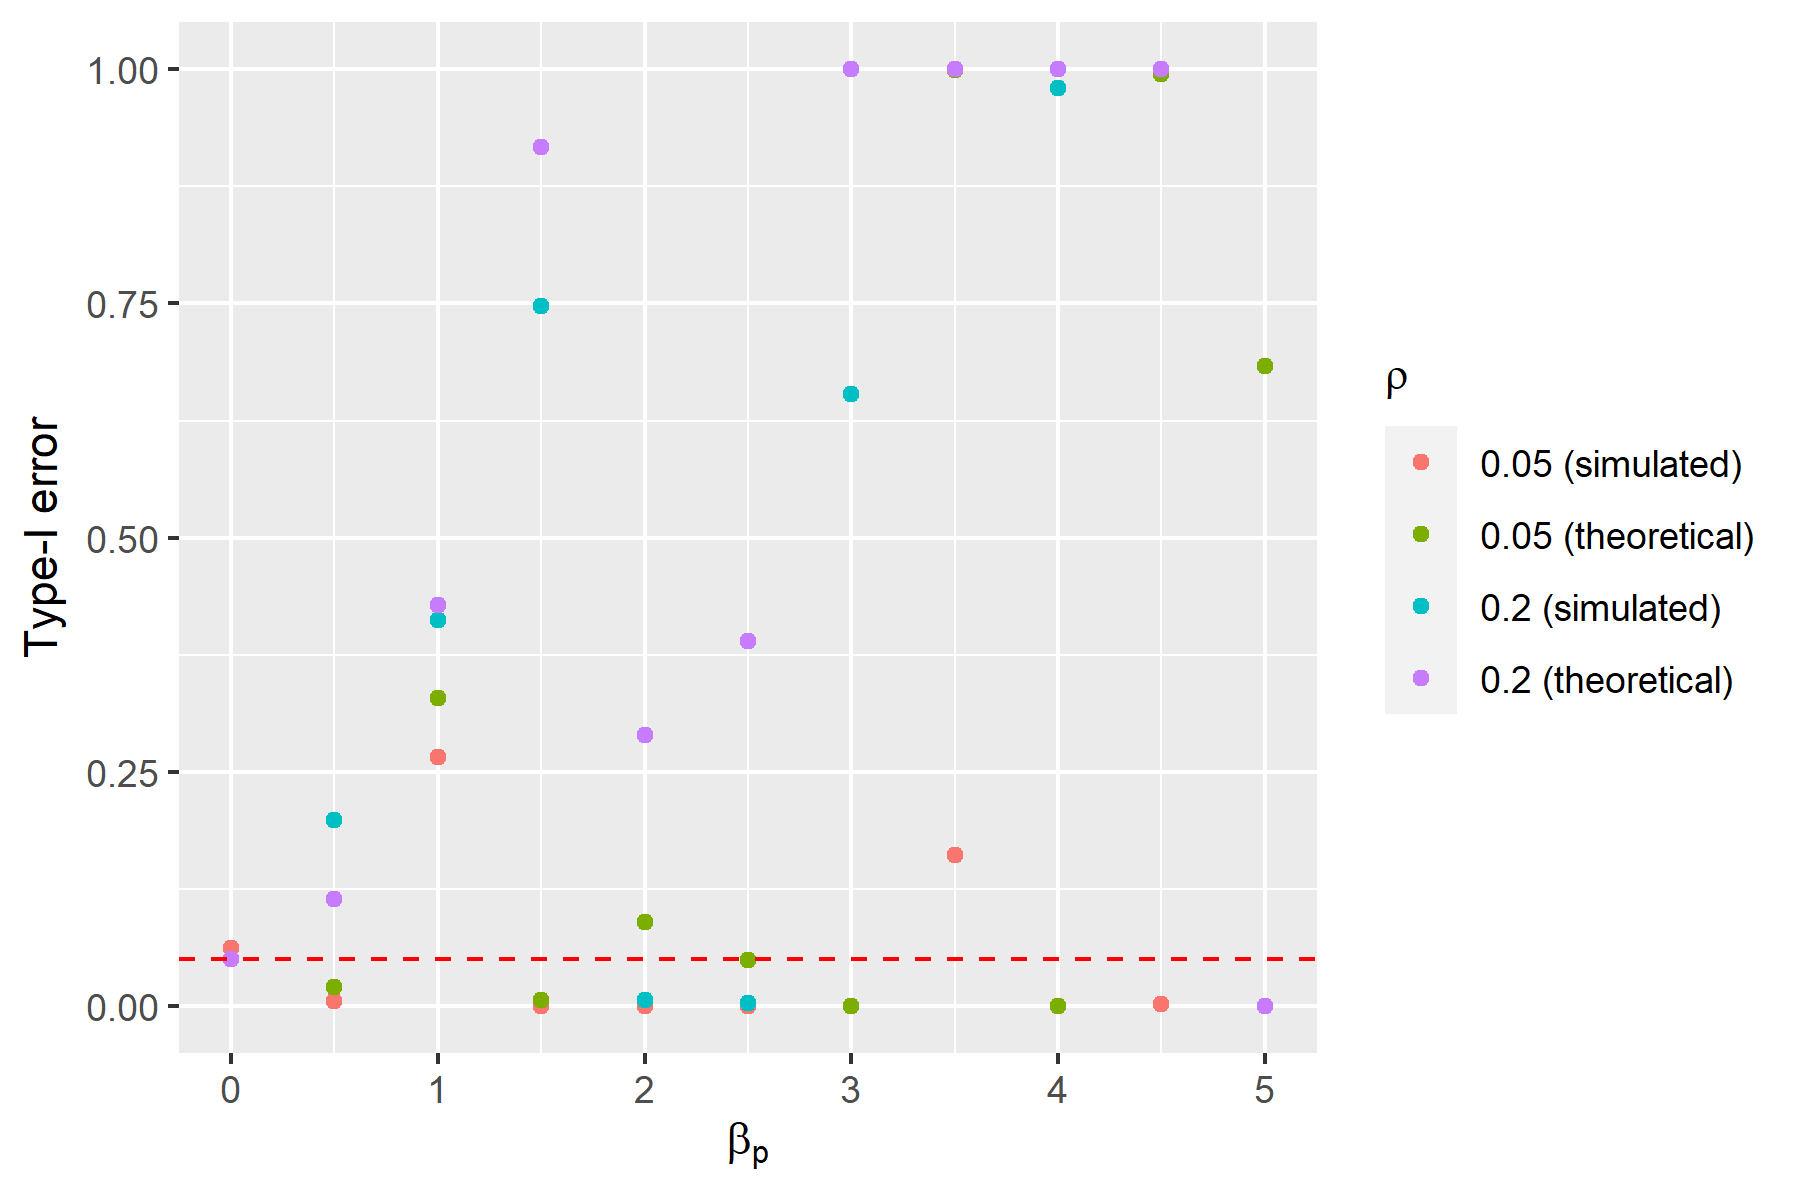 1.00
0.75
0.50
0.25
0.00
Type-I error
0 1 2 3 4 5
βp
ρ
0.05 (simulated)
0.05 (theoretical)
0.2 (simulated)
0.2 (theoretical)